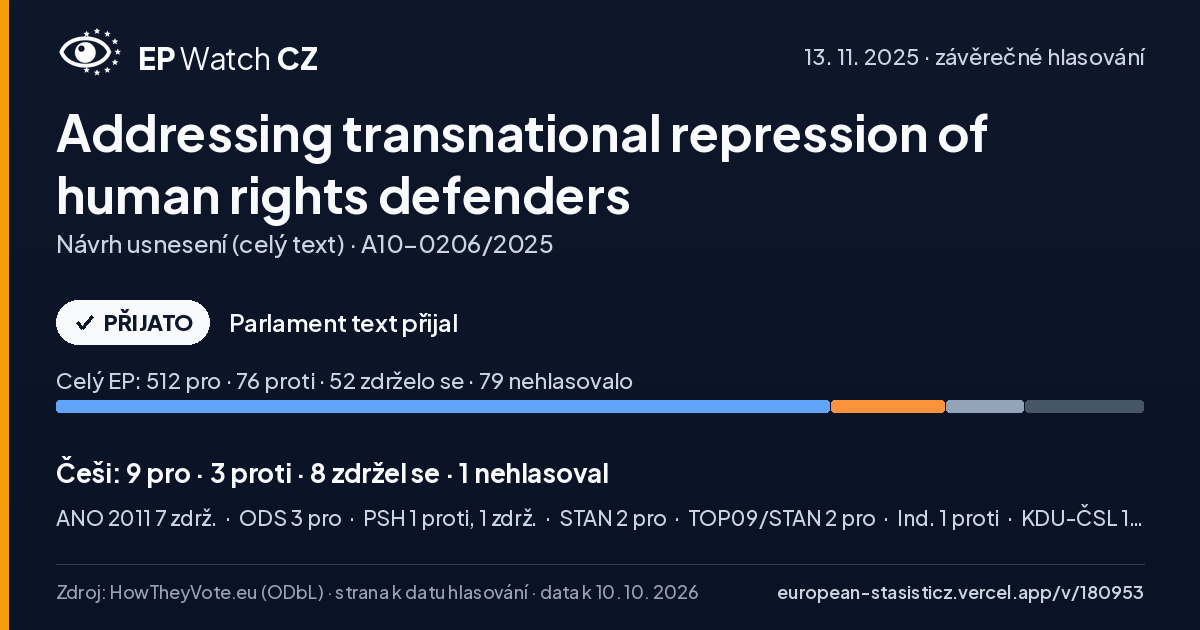 EP Watch CZ
13. 11. 2025 · závěrečné hlasování
Addressing transnational repression of
human rights defenders
Návrh usnesení (celý text) · A10-0206/2025
✓ PŘIJATO Parlament text přijal
Celý EP: 512 pro · 76 proti · 52 zdrželo se · 79 nehlasovalo
Češi: 9 pro · 3 proti · 8 zdržel se · 1 nehlasoval
ANO 2011 7 zdrž. · ODS 3 pro · PSH 1 proti, 1 zdrž. · STAN 2 pro · TOP09/STAN 2 pro · Ind. 1 proti · KDU-ČSL 1…
Zdroj: HowTheyVote.eu (ODbL) · strana k datu hlasování · data k 10. 10. 2026
european-stasisticz.vercel.app/v/180953